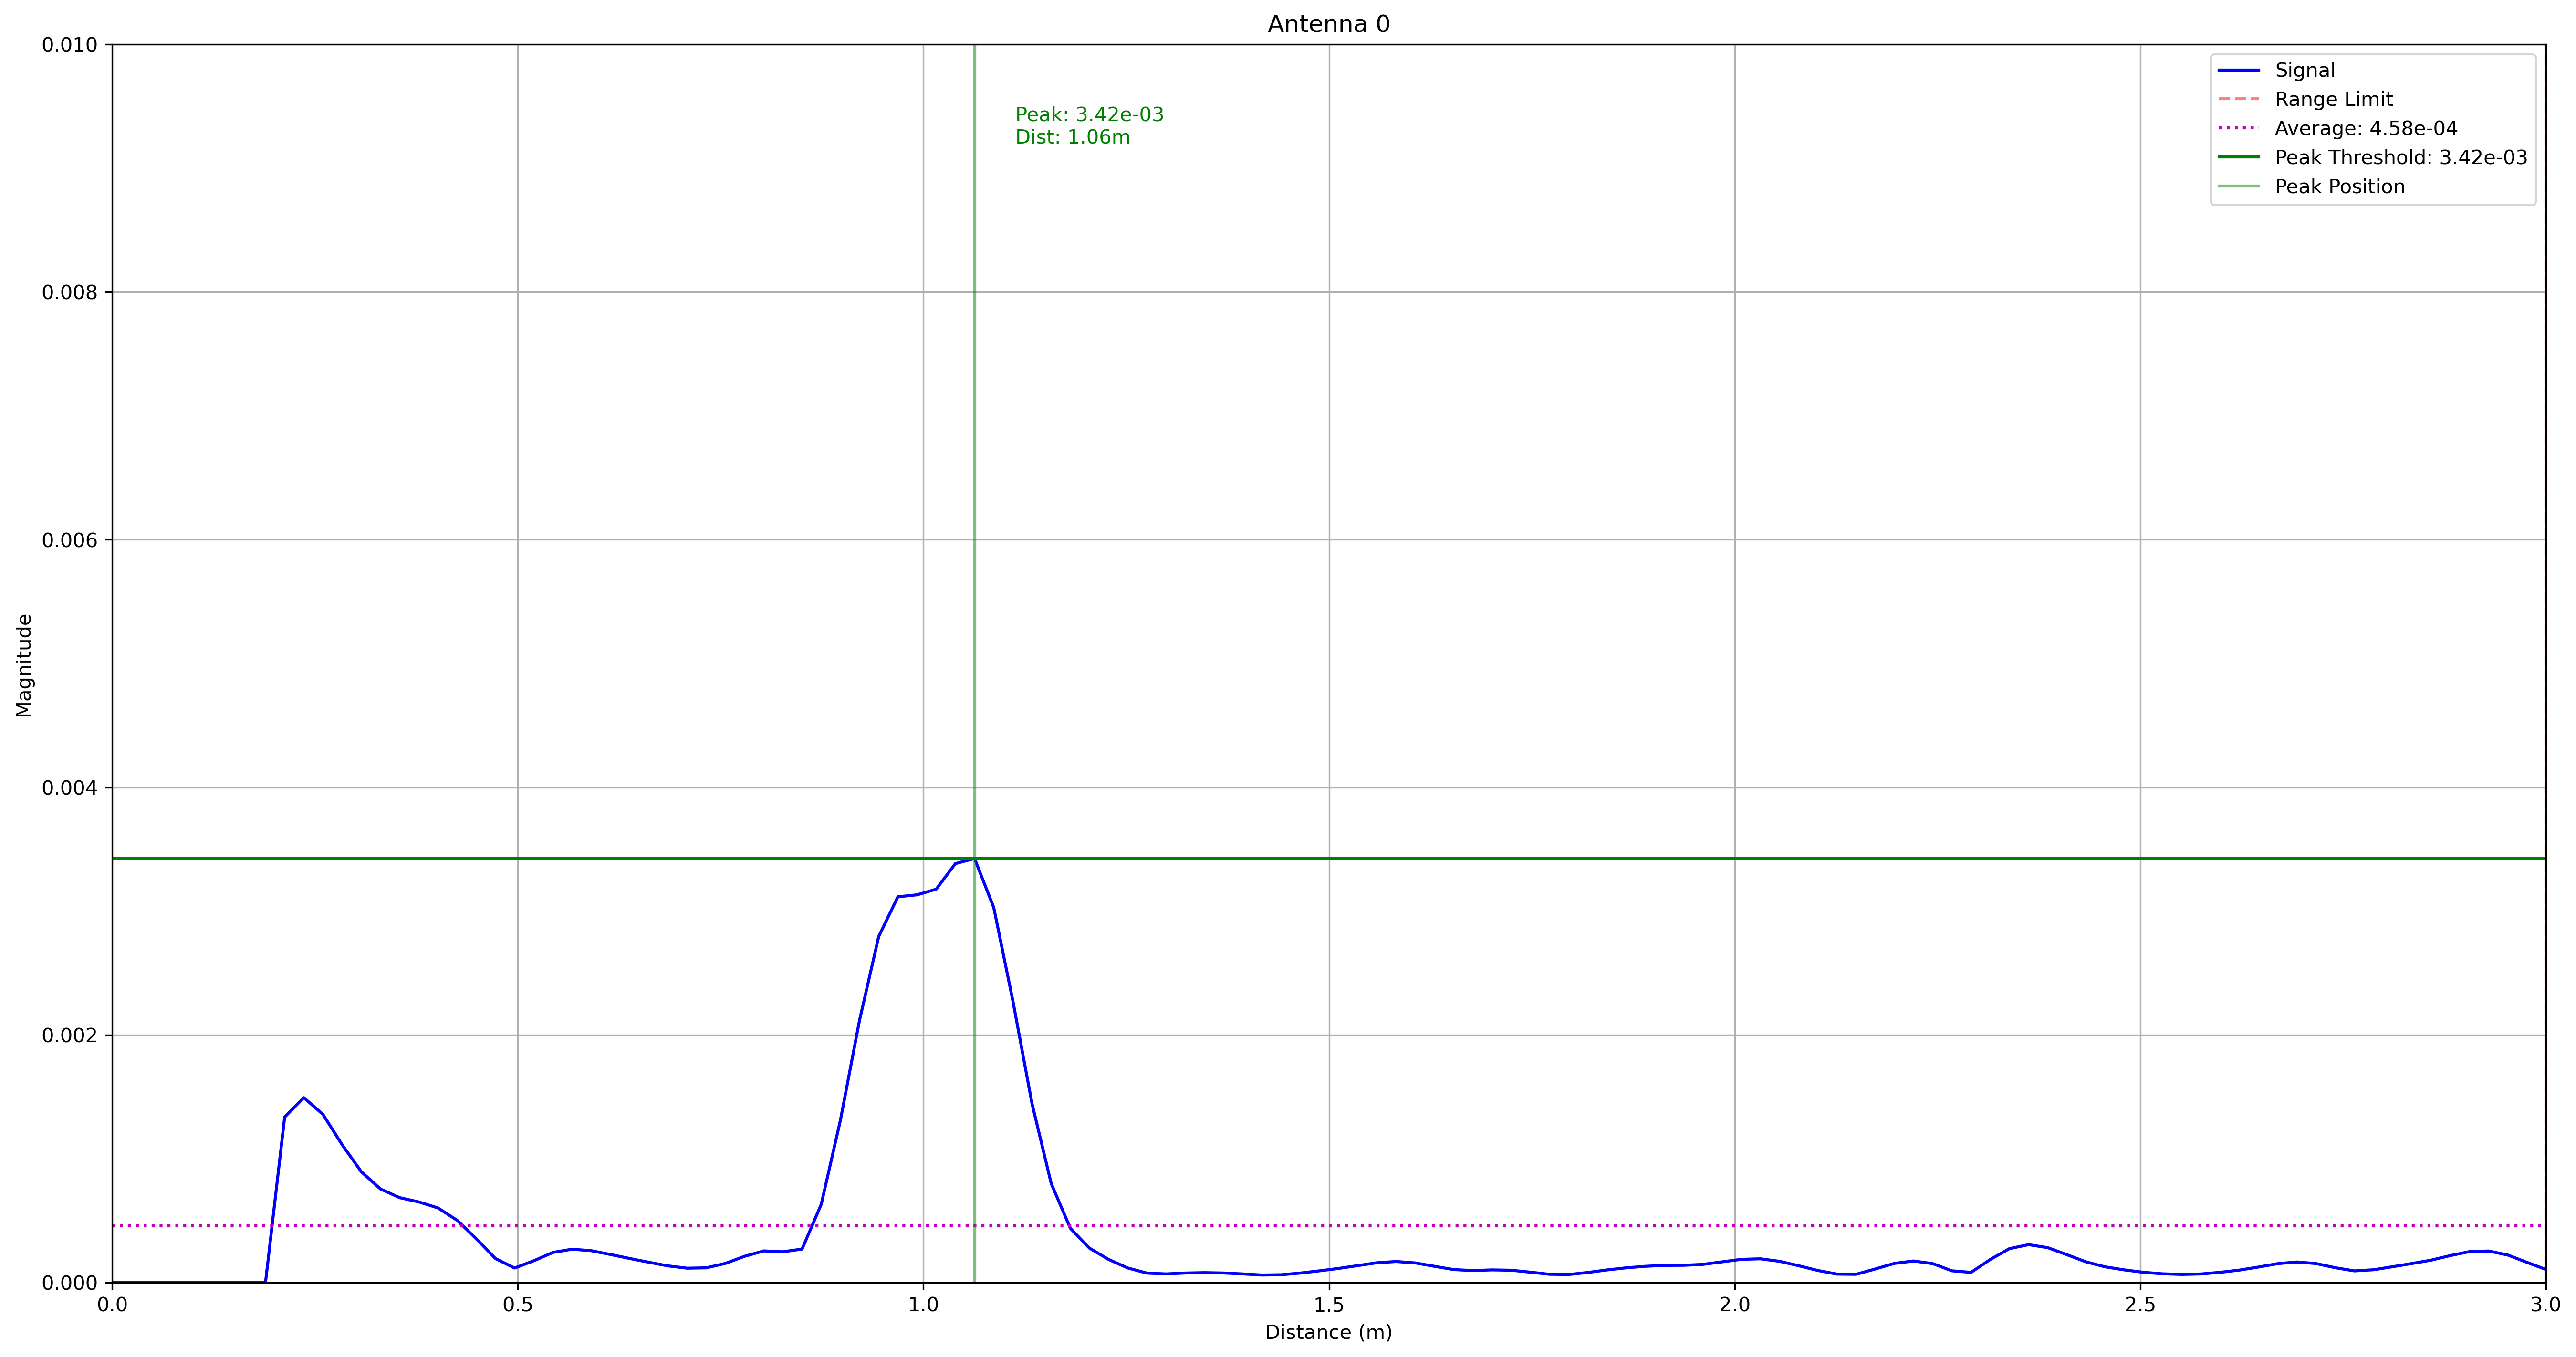 Antenna 0
0.010
0.008
0.006
0.004
0.002
0.000
Magnitude
Peak: 3.42e-03
Dist: 1.06m
Signal
Range Limit
Average: 4.58e-04
Peak Threshold: 3.42e-03
Peak Position
0.0 0.5 1.0 1.5 2.0 2.5 3.0
Distance (m)